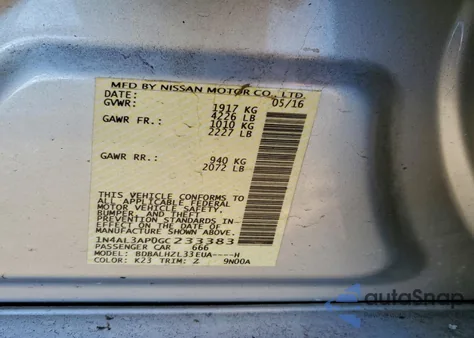 MFD BY NISSAN MOTOR CO., LTD.
DATE: 05/16
GVWR: 1917 KG
4226 LB
GAWR FR.: 1010 KG
2227 LB
GAWR RR.: 940 KG
2072 LB
THIS VEHICLE CONFORMS TO
ALL APPLICABLE FEDERAL
MOTOR VEHICLE SAFETY,
BUMPER, AND THEFT
PREVENTION STANDARDS IN
EFFECT ON THE DATE OF
MANUFACTURE SHOWN ABOVE.
1N4AL3AP0GC233383
PASSENGER CAR 666
MODEL: BDBALHZL33EUA----H
COLOR: K23 TRIM: Z 9N00A
autoSnap